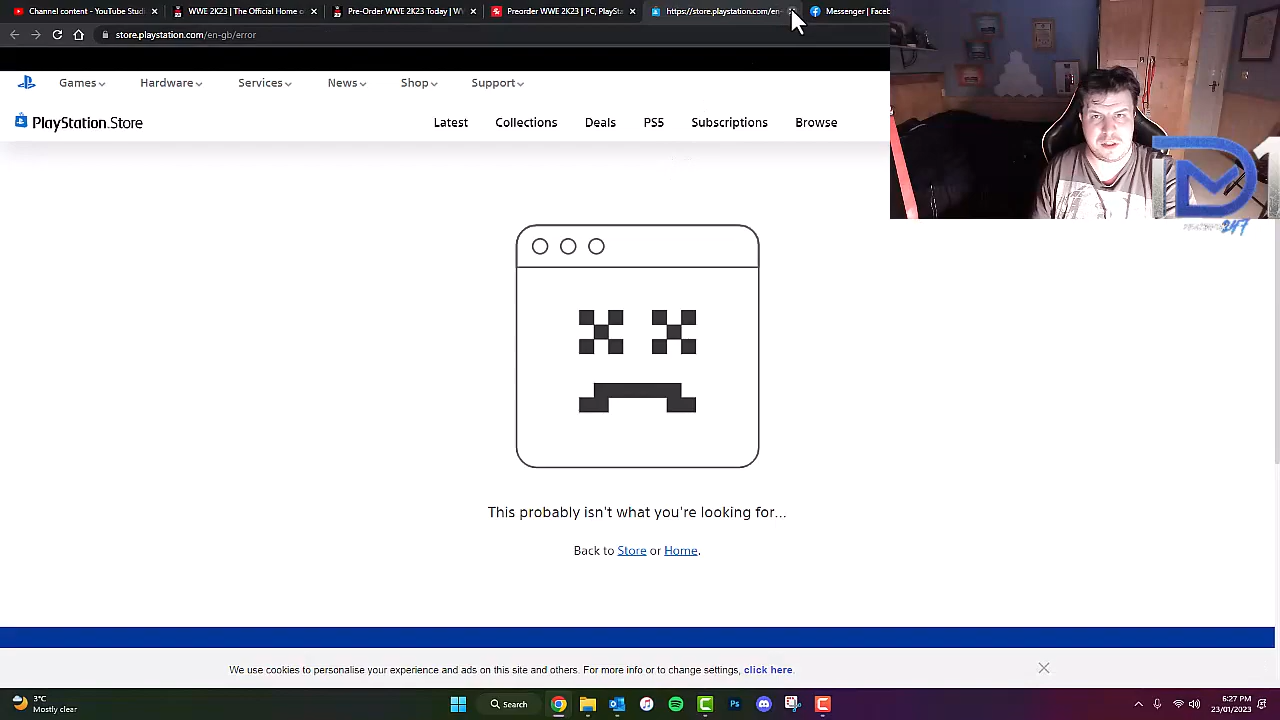 Channel content - YouTube Studi
WWE 2K23 | The Official Home o
Pre-Order WWE 2K23 Today | W
Preorder WWE 2K23 | PC, PlaySta
https://store.playstation.com/en-
Messenger | Faceb
store.playstation.com/en-gb/error
Games
Hardware
Services
News
Shop
Support
PlayStation.Store
Latest
Collections
Deals
PS5
Subscriptions
Browse
247
This probably isn't what you're looking for...
Back to Store or Home.
We use cookies to personalise your experience and ads on this site and others. For more info or to change settings, click here.
3°C
Mostly clear
Search
6:27 PM
23/01/2023